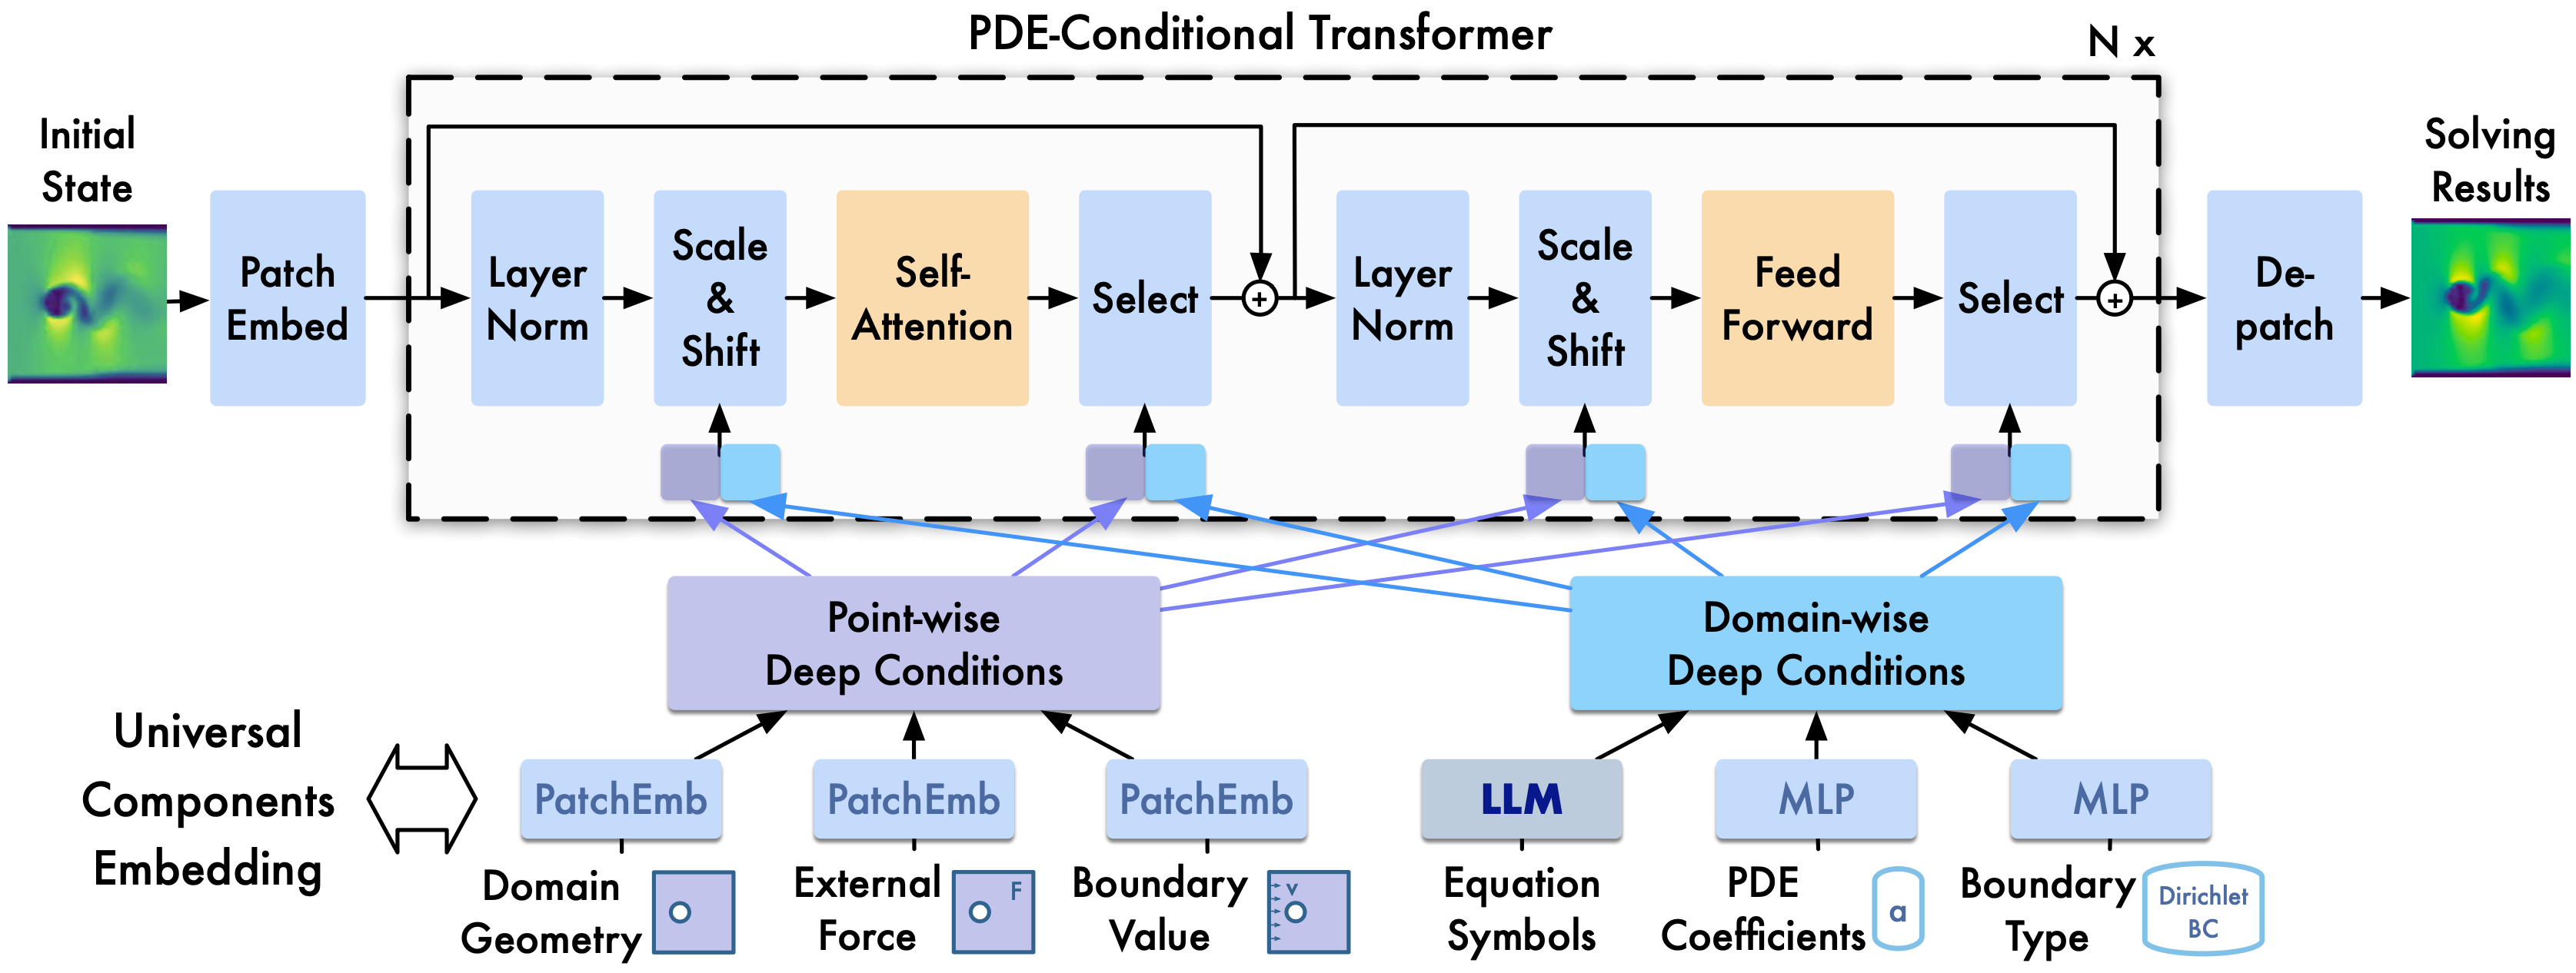 PDE-Conditional Transformer
N x
Initial
State
Patch
Embed
Layer
Norm
Scale
&
Shift
Self-
Attention
Select
+
Layer
Norm
Scale
&
Shift
Feed
Forward
Select
+
De-
patch
Solving
Results
Point-wise
Deep Conditions
Domain-wise
Deep Conditions
Universal
Components
Embedding
PatchEmb
PatchEmb
PatchEmb
LLM
MLP
MLP
Domain
Geometry
External
Force
F
Boundary
Value
v
Equation
Symbols
PDE
Coefficients
a
Boundary
Type
Dirichlet
BC